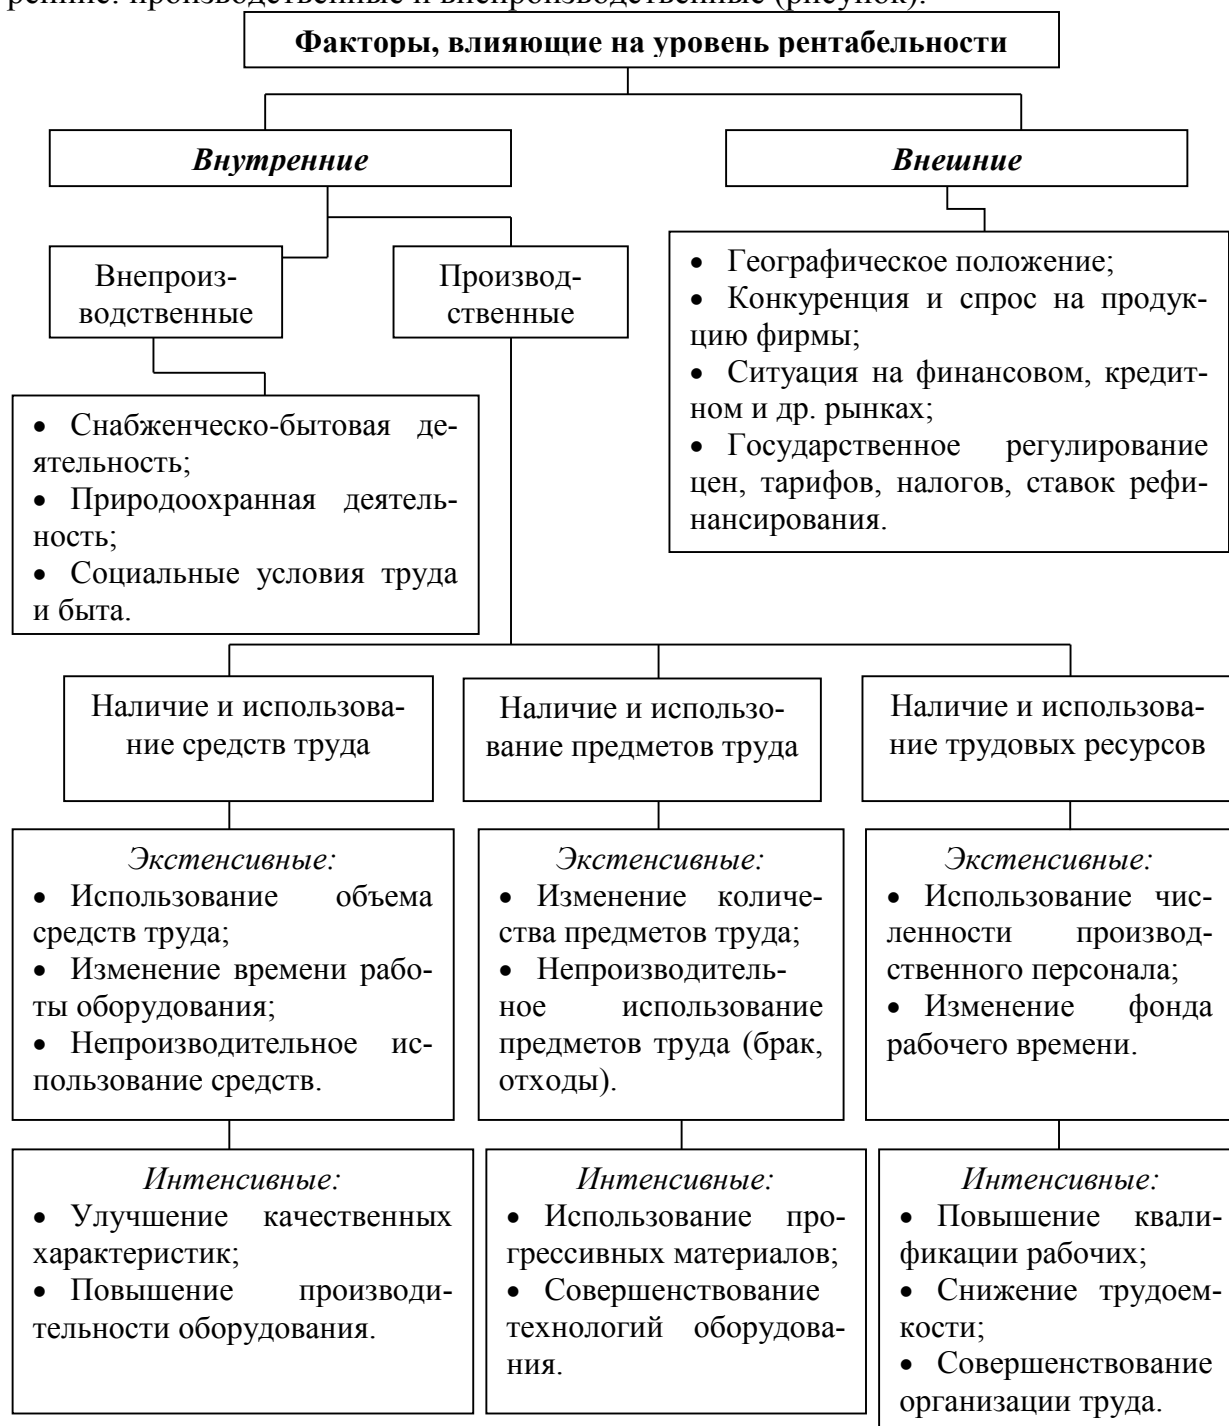 ренние: производственные и внепроизводственные (рисунок).
Факторы, влияющие на уровень рентабельности
Внутренние
Внешние
Внепроиз-
водственные
Производ-
ственные
• Географическое положение;
• Конкуренция и спрос на продук-
цию фирмы;
• Ситуация на финансовом, кредит-
ном и др. рынках;
• Государственное регулирование
цен, тарифов, налогов, ставок рефи-
нансирования.
• Снабженческо-бытовая де-
ятельность;
• Природоохранная деятель-
ность;
• Социальные условия труда
и быта.
Наличие и использова-
ние средств труда
Наличие и использо-
вание предметов труда
Наличие и использова-
ние трудовых ресурсов
Экстенсивные:
• Использование объема
средств труда;
• Изменение времени рабо-
ты оборудования;
• Непроизводительное ис-
пользование средств.
Экстенсивные:
• Изменение количе-
ства предметов труда;
• Непроизводитель-
ное использование
предметов труда (брак,
отходы).
Экстенсивные:
• Использование чис-
ленности производ-
ственного персонала;
• Изменение фонда
рабочего времени.
Интенсивные:
• Улучшение качественных
характеристик;
• Повышение производи-
тельности оборудования.
Интенсивные:
• Использование про-
грессивных материалов;
• Совершенствование
технологий оборудова-
ния.
Интенсивные:
• Повышение квали-
фикации рабочих;
• Снижение трудоем-
кости;
• Совершенствование
организации труда.